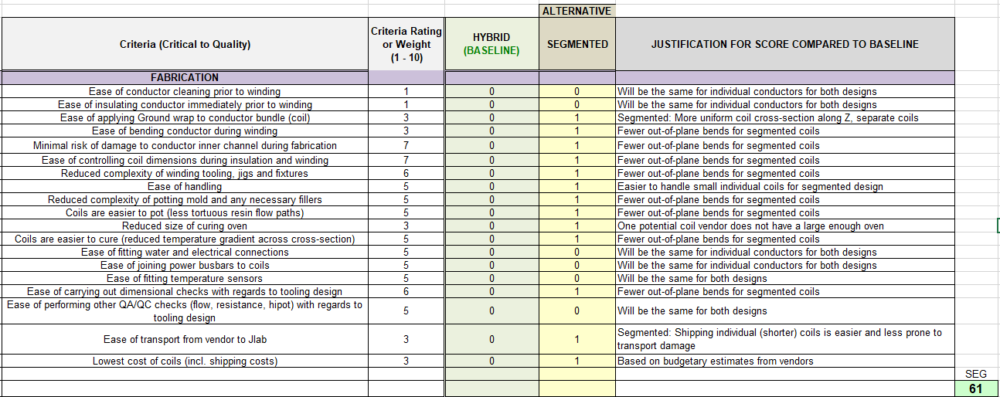 ALTERNATIVE
Criteria (Critical to Quality) Criteria Rating or Weight (1 - 10) HYBRID (BASELINE) SEGMENTED JUSTIFICATION FOR SCORE COMPARED TO BASELINE
FABRICATION
Ease of conductor cleaning prior to winding 1 0 0 Will be the same for individual conductors for both designs
Ease of insulating conductor immediately prior to winding 1 0 0 Will be the same for individual conductors for both designs
Ease of applying Ground wrap to conductor bundle (coil) 3 0 1 Segmented: More uniform coil cross-section along Z, separate coils
Ease of bending conductor during winding 3 0 1 Fewer out-of-plane bends for segmented coils
Minimal risk of damage to conductor inner channel during fabrication 7 0 1 Fewer out-of-plane bends for segmented coils
Ease of controlling coil dimensions during insulation and winding 7 0 1 Fewer out-of-plane bends for segmented coils
Reduced complexity of winding tooling, jigs and fixtures 6 0 1 Fewer out-of-plane bends for segmented coils
Ease of handling 5 0 1 Easier to handle small individual coils for segmented design
Reduced complexity of potting mold and any necessary fillers 5 0 1 Fewer out-of-plane bends for segmented coils
Coils are easier to pot (less tortuous resin flow paths) 5 0 1 Fewer out-of-plane bends for segmented coils
Reduced size of curing oven 3 0 1 One potential coil vendor does not have a large enough oven
Coils are easier to cure (reduced temperature gradient across cross-section) 5 0 1 Fewer out-of-plane bends for segmented coils
Ease of fitting water and electrical connections 5 0 0 Will be the same for individual conductors for both designs
Ease of joining power busbars to coils 5 0 0 Will be the same for individual conductors for both designs
Ease of fitting temperature sensors 5 0 0 Will be the same for both designs
Ease of carrying out dimensional checks with regards to tooling design 6 0 1 Fewer out-of-plane bends for segmented coils
Ease of performing other QA/QC checks (flow, resistance, hipot) with regards to
tooling design 5 0 0 Will be the same for both designs
Ease of transport from vendor to Jlab 3 0 1 Segmented: Shipping individual (shorter) coils is easier and less prone to
transport damage
Lowest cost of coils (incl. shipping costs) 3 0 1 Based on budgetary estimates from vendors
SEG
61